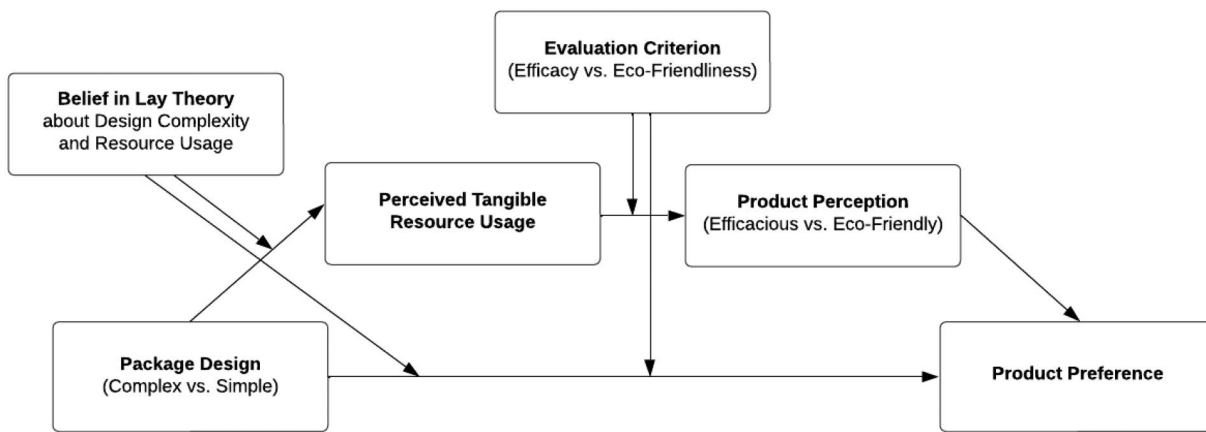 Evaluation Criterion
(Efficacy vs. Eco-Friendliness)
Belief in Lay Theory
about Design Complexity
and Resource Usage
Perceived Tangible
Resource Usage
Product Perception
(Efficacious vs. Eco-Friendly)
Package Design
(Complex vs. Simple)
Product Preference